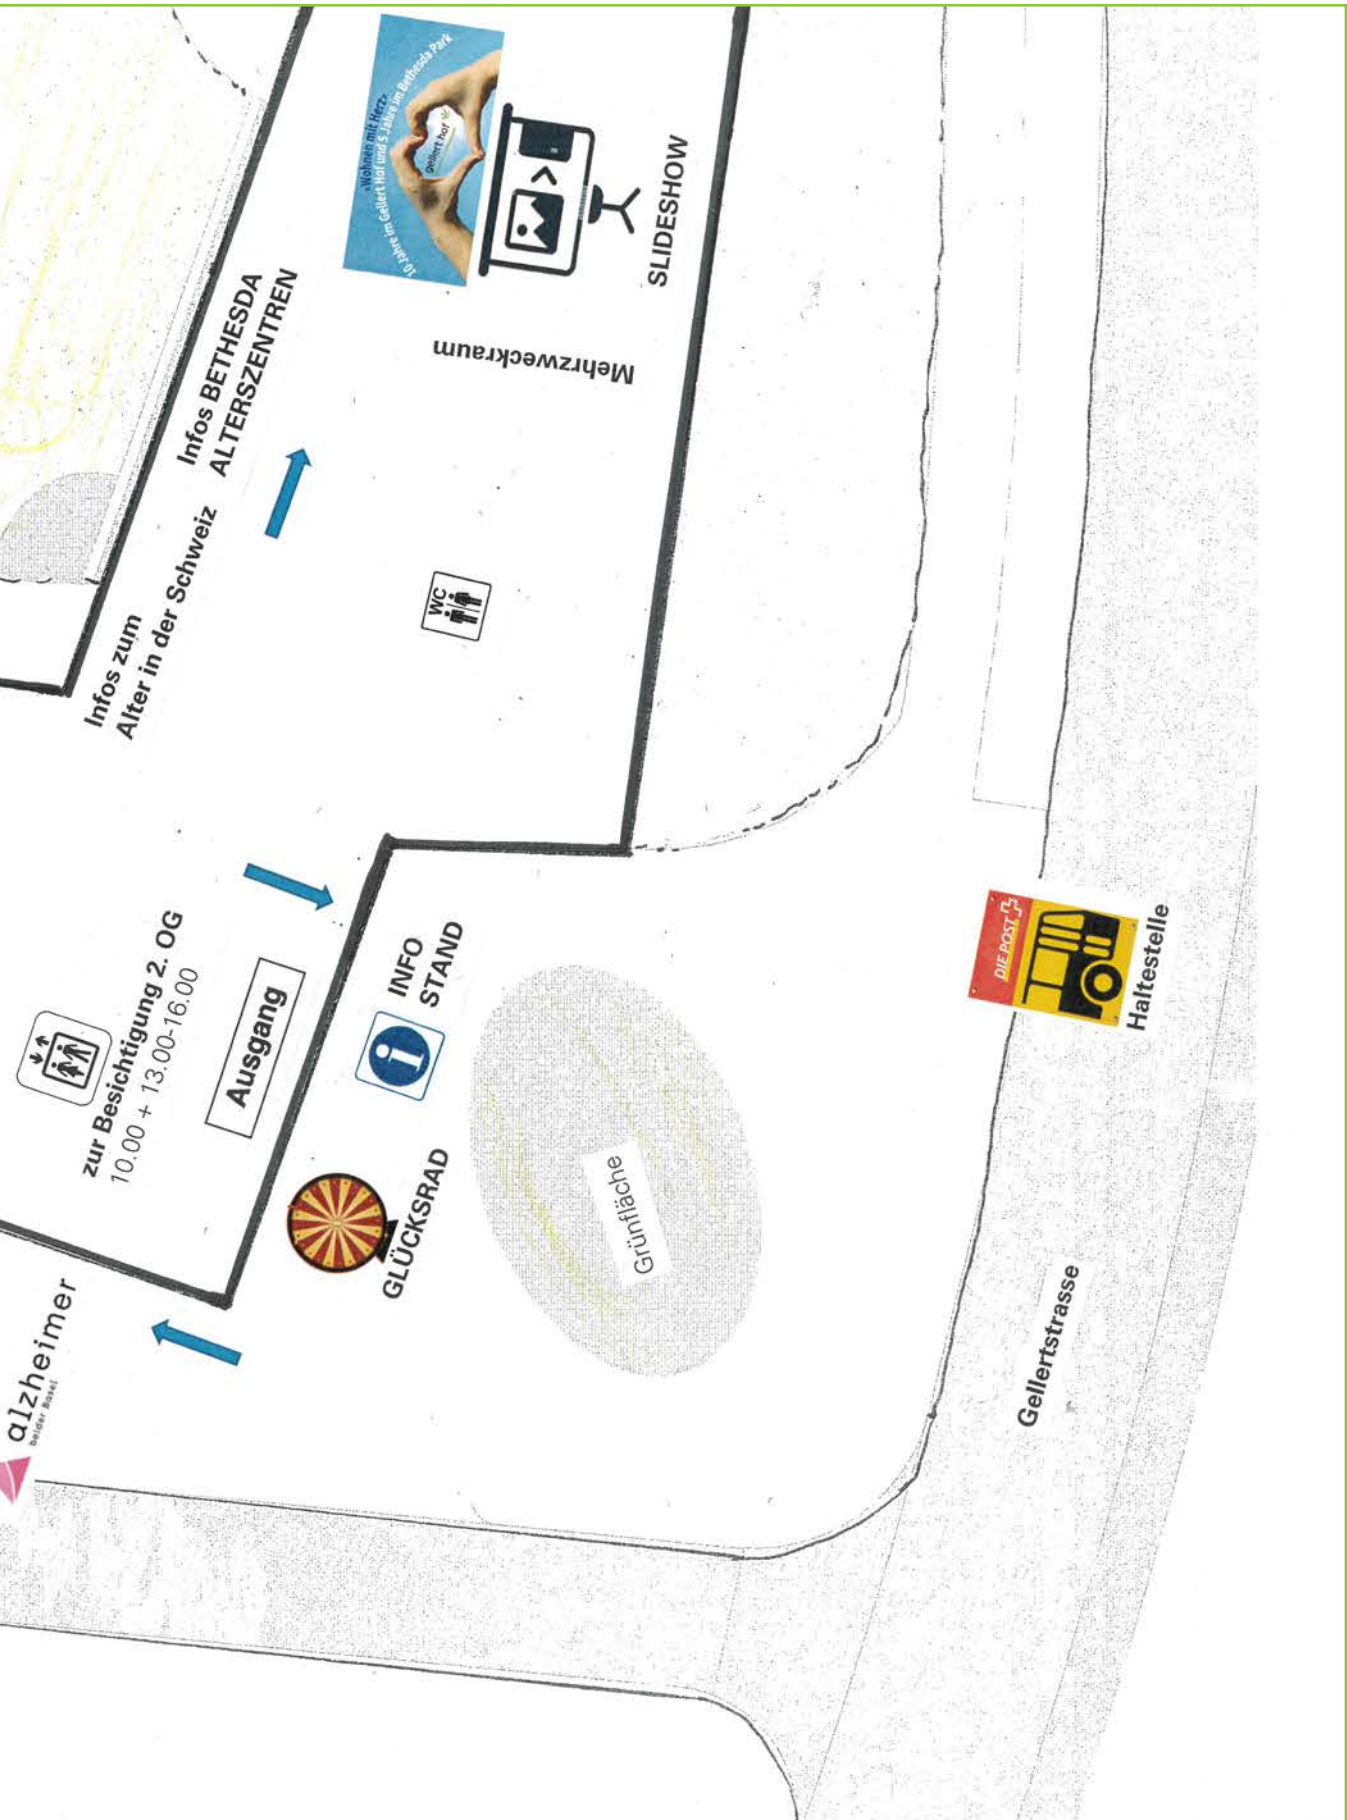 «Wohnen mit Herz»
10 Jahre im Gellert Hof und 5 Jahre im Bethesda Park
gellert hof
SLIDESHOW
Mehrzweckraum
Infos BETHESDA
ALTERSZENTREN
Infos zum
Alter in der Schweiz
WC
zur Besichtigung 2. OG
10.00 + 13.00-16.00
Ausgang
INFO
STAND
GLÜCKSRAD
Grünfläche
alzheimer
beider Basel
DIE POST
Haltestelle
Gellertstrasse